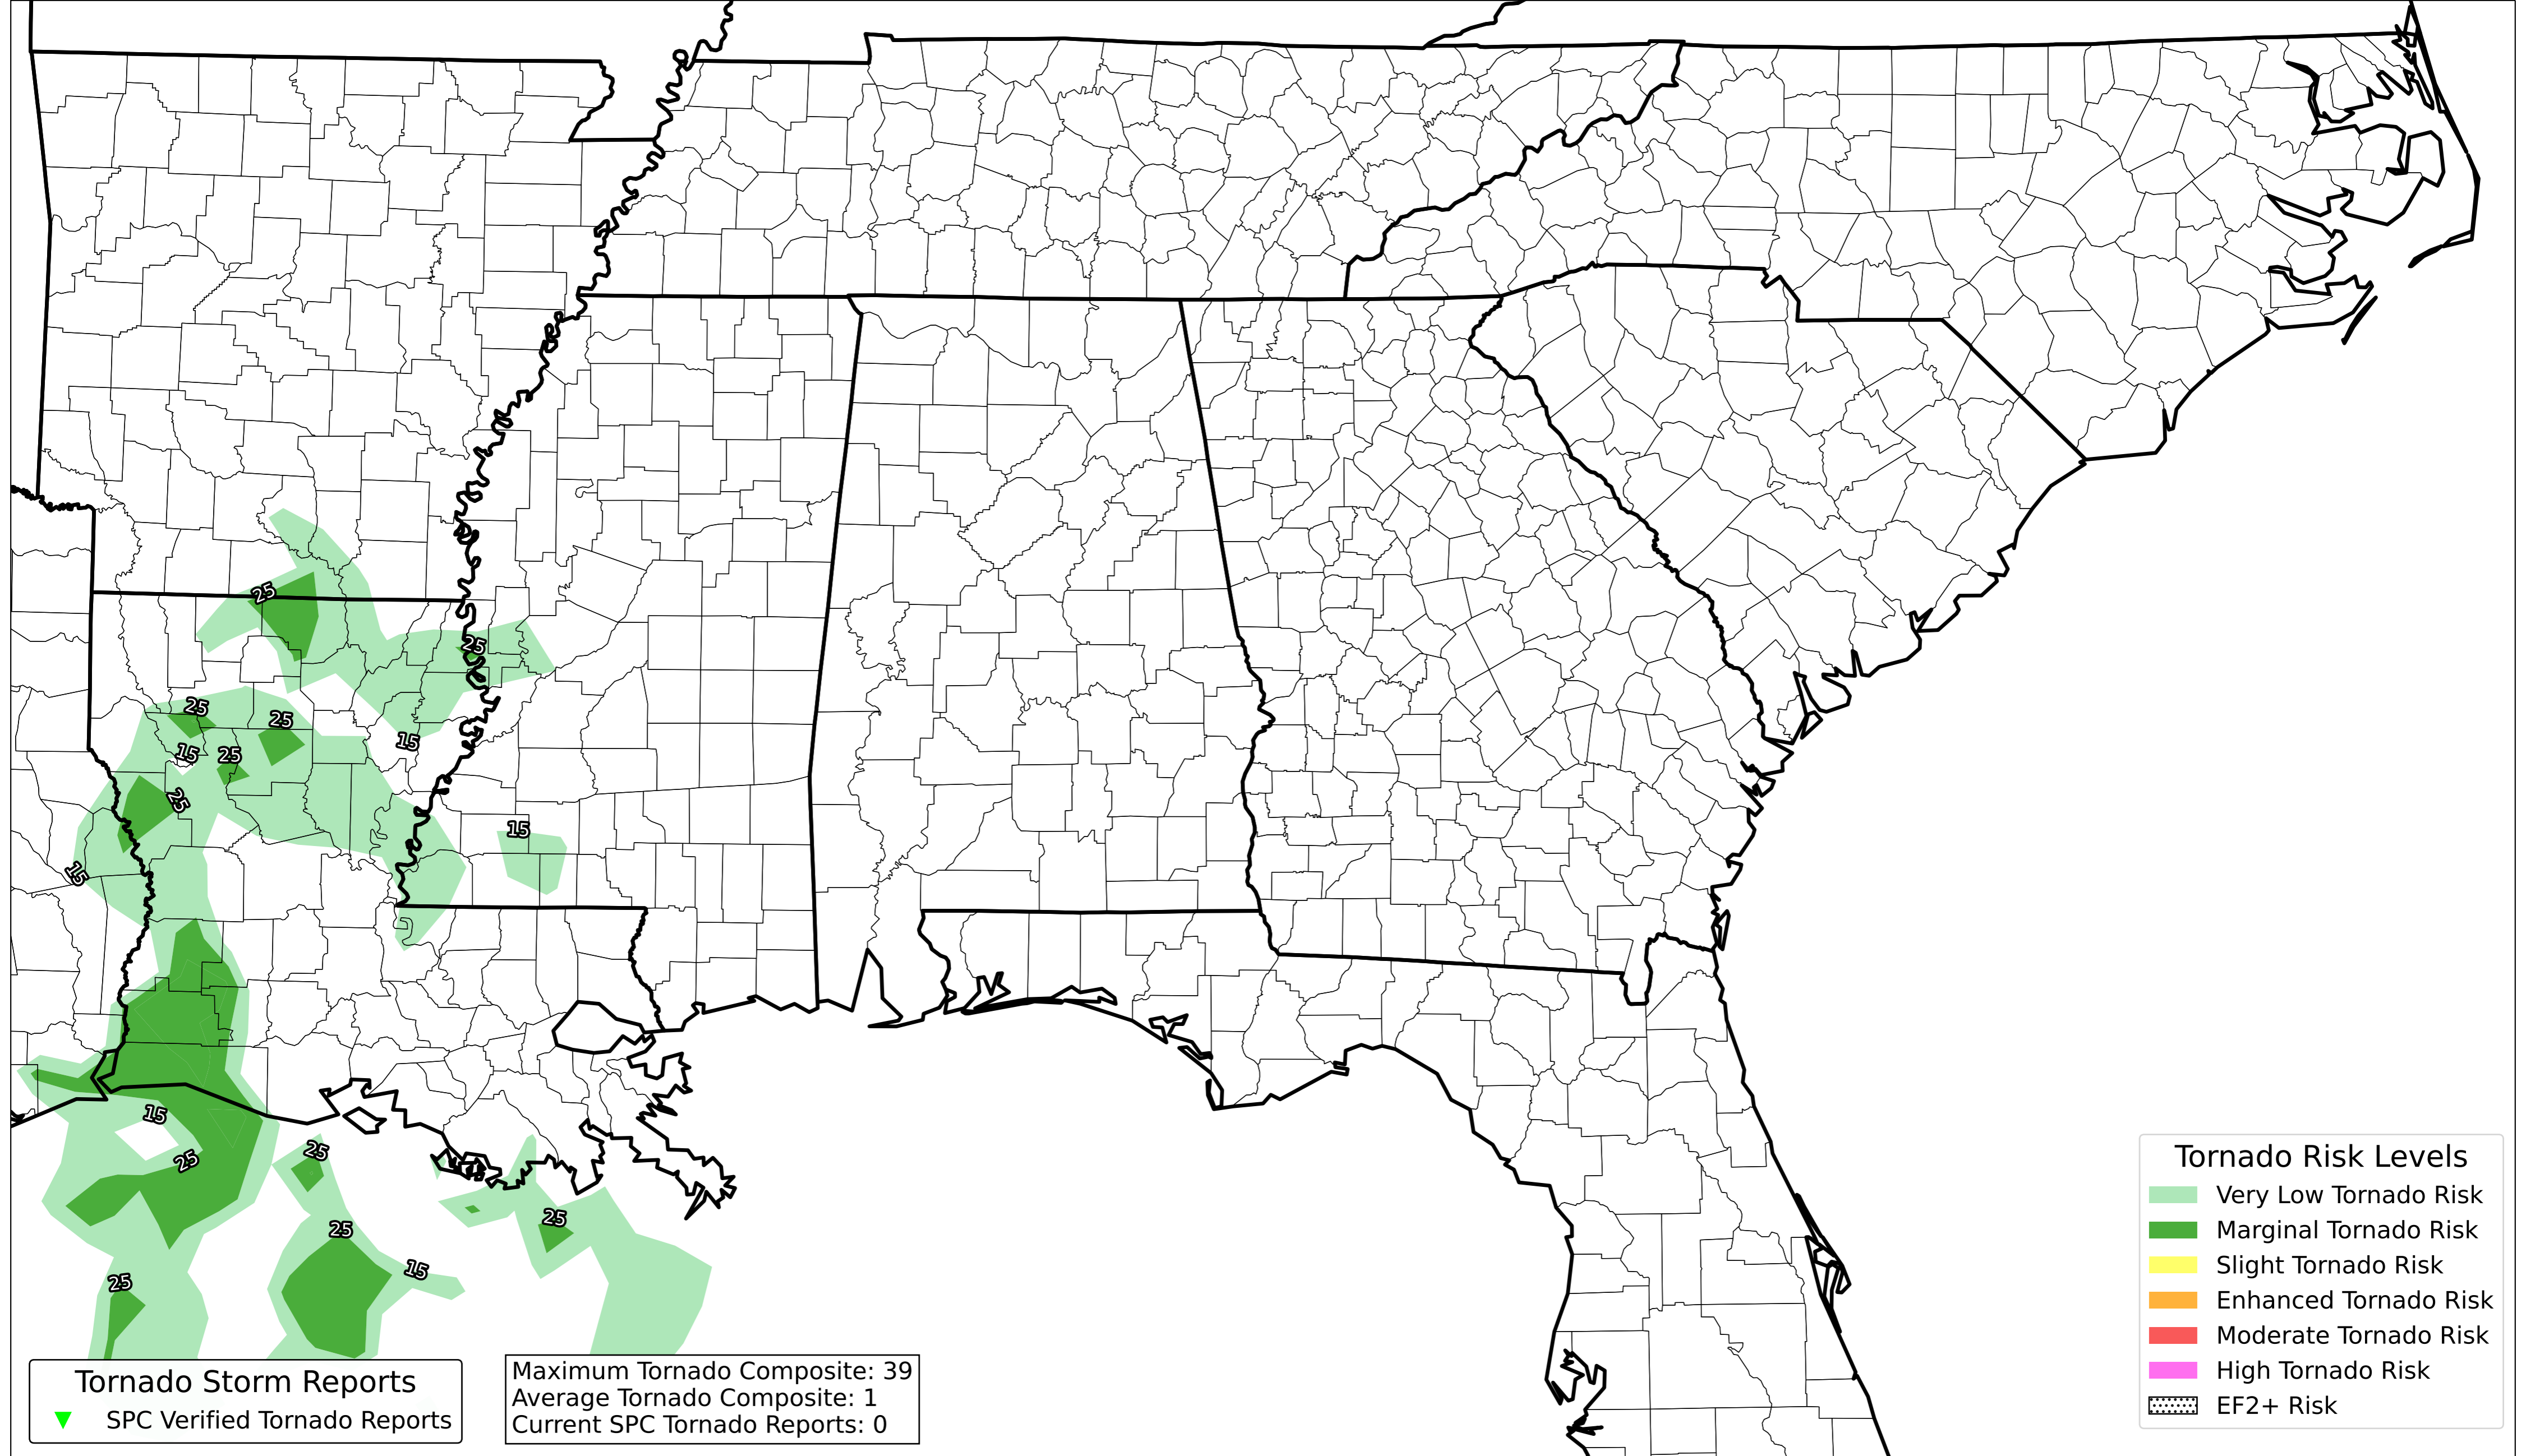 25
25
25
25
15
25
15
25
15
15
15
25
25
25
25
15
25
Tornado Risk Levels
Very Low Tornado Risk
Marginal Tornado Risk
Slight Tornado Risk
Enhanced Tornado Risk
Moderate Tornado Risk
High Tornado Risk
EF2+ Risk
Tornado Storm Reports
SPC Verified Tornado Reports
Maximum Tornado Composite: 39
Average Tornado Composite: 1
Current SPC Tornado Reports: 0